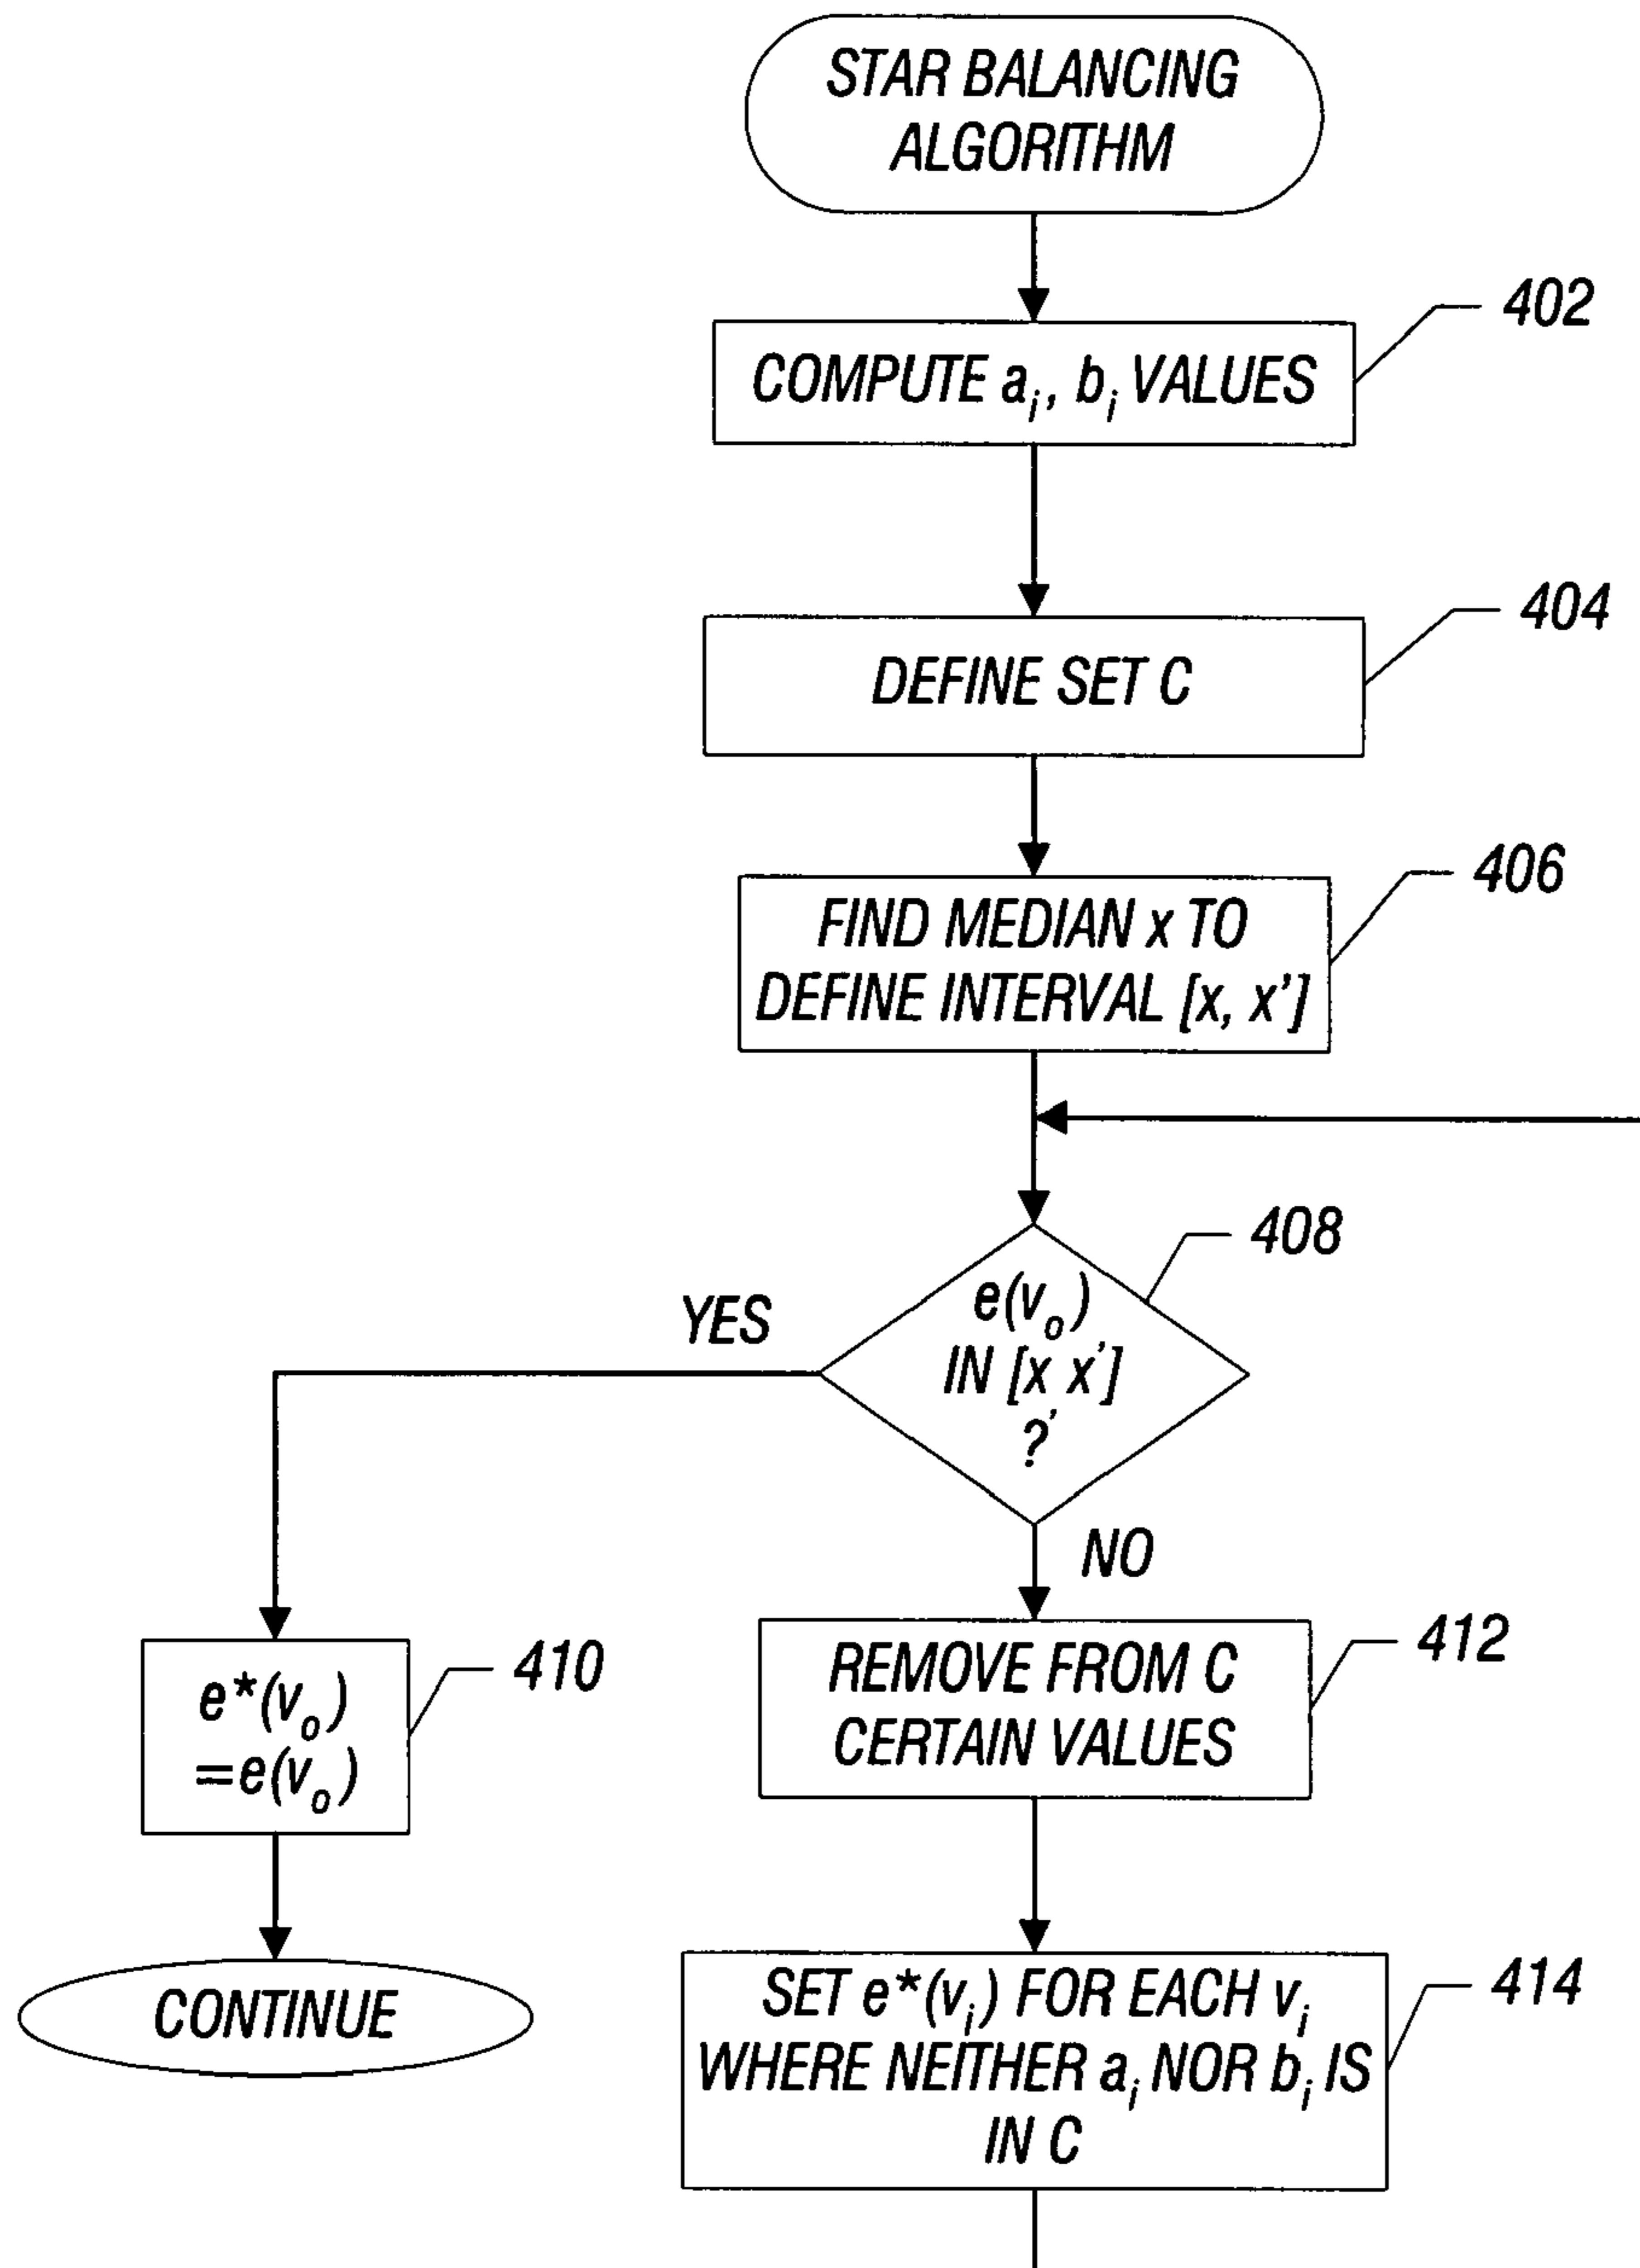 STAR BALANCING
ALGORITHM
402
COMPUTE a_i, b_i VALUES
404
DEFINE SET C
406
FIND MEDIAN x TO
DEFINE INTERVAL [x, x']
408
e(v_o)
IN [x, x']
?
YES
NO
410
e*(v_o)
=e(v_o)
412
REMOVE FROM C
CERTAIN VALUES
CONTINUE
414
SET e*(v_i) FOR EACH v_i
WHERE NEITHER a_i NOR b_i IS
IN C